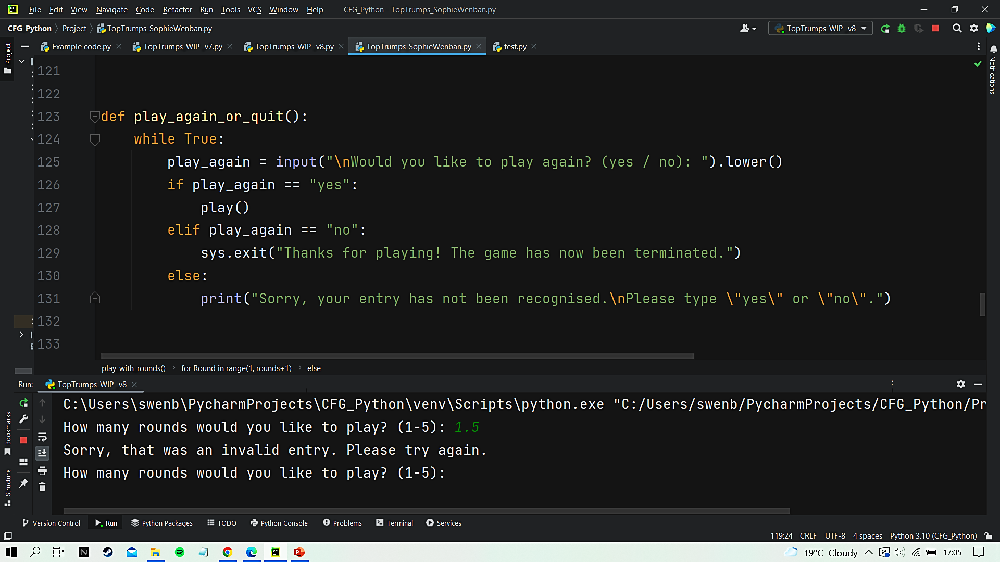 File Edit View Navigate Code Refactor Run Tools VCS Window Help CFG_Python - TopTrumps_SophieWenban.py
CFG_Python Project TopTrumps_SophieWenban.py TopTrumps_WIP _v8
Project
Example code.py TopTrumps_WIP _v7.py TopTrumps_WIP _v8.py TopTrumps_SophieWenban.py test.py
Notifications
121
122
123 def play_again_or_quit():
124 while True:
125 play_again = input("\nWould you like to play again? (yes / no): ").lower()
126 if play_again == "yes":
127 play()
128 elif play_again == "no":
129 sys.exit("Thanks for playing! The game has now been terminated.")
130 else:
131 print("Sorry, your entry has not been recognised.\nPlease type \"yes\" or \"no\".")
132
133
play_with_rounds() for Round in range(1, rounds+1) else
Run: TopTrumps_WIP _v8
C:\Users\swenb\PycharmProjects\CFG_Python\venv\Scripts\python.exe "C:/Users/swenb/PycharmProjects/CFG_Python/Pr
How many rounds would you like to play? (1-5): 1.5
Sorry, that was an invalid entry. Please try again.
How many rounds would you like to play? (1-5):
Bookmarks
Structure
Version Control Run Python Packages TODO Python Console Problems Terminal Services
119:24 CRLF UTF-8 4 spaces Python 3.10 (CFG_Python)
19°C Cloudy 17:05